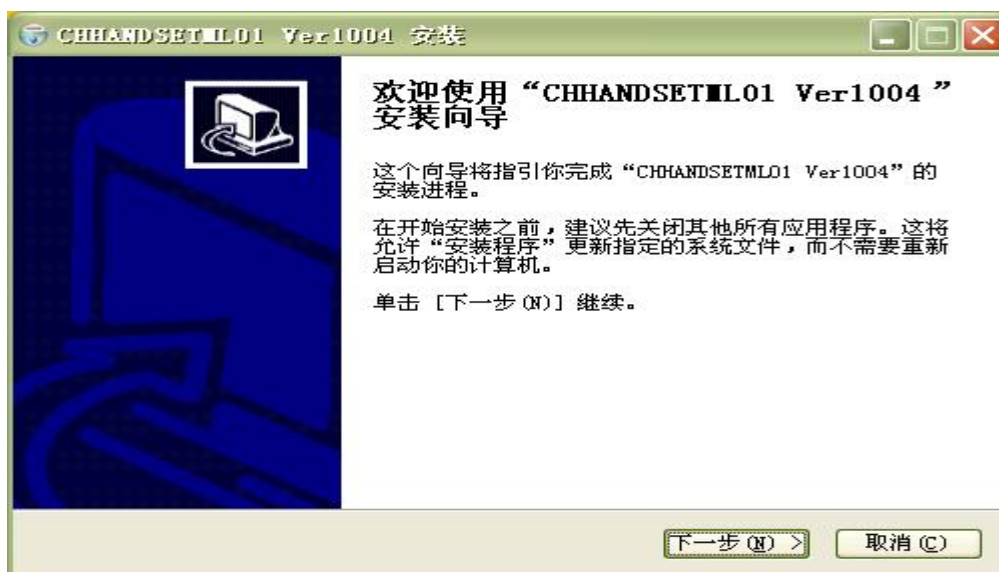 CHHANDSETWL01 Ver1004 安装
欢迎使用“CHHANDSETWL01 Ver1004 ”
安装向导
这个向导将指引你完成“CHHANDSETWL01 Ver1004”的
安装进程。
在开始安装之前，建议先关闭其他所有应用程序。这将
允许“安装程序”更新指定的系统文件，而不需要重新
启动你的计算机。
单击 [下一步(N)] 继续。
下一步(N) >
取消(C)